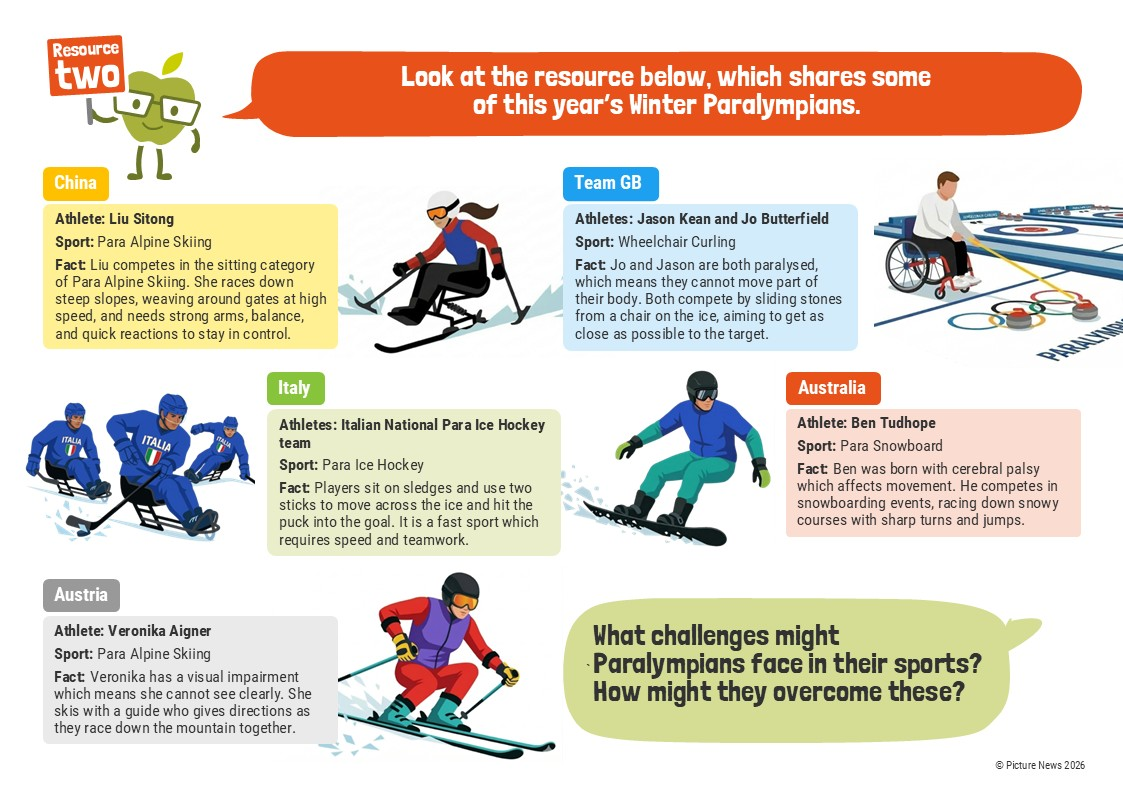 Resource
two
Look at the resource below, which shares some
of this year's Winter Paralympians.
China
Athlete: Liu Sitong
Sport: Para Alpine Skiing
Fact: Liu competes in the sitting category
of Para Alpine Skiing. She races down
steep slopes, weaving around gates at high
speed, and needs strong arms, balance,
and quick reactions to stay in control.
Team GB
Athletes: Jason Kean and Jo Butterfield
Sport: Wheelchair Curling
Fact: Jo and Jason are both paralysed,
which means they cannot move part of
their body. Both compete by sliding stones
from a chair on the ice, aiming to get as
close as possible to the target.
PARALYMPI
ITALIA
ITALIA
ITALIA
Italy
Athletes: Italian National Para Ice Hockey
team
Sport: Para Ice Hockey
Fact: Players sit on sledges and use two
sticks to move across the ice and hit the
puck into the goal. It is a fast sport which
requires speed and teamwork.
Australia
Athlete: Ben Tudhope
Sport: Para Snowboard
Fact: Ben was born with cerebral palsy
which affects movement. He competes in
snowboarding events, racing down snowy
courses with sharp turns and jumps.
Austria
Athlete: Veronika Aigner
Sport: Para Alpine Skiing
Fact: Veronika has a visual impairment
which means she cannot see clearly. She
skis with a guide who gives directions as
they race down the mountain together.
What challenges might
Paralympians face in their sports?
How might they overcome these?
© Picture News 2026